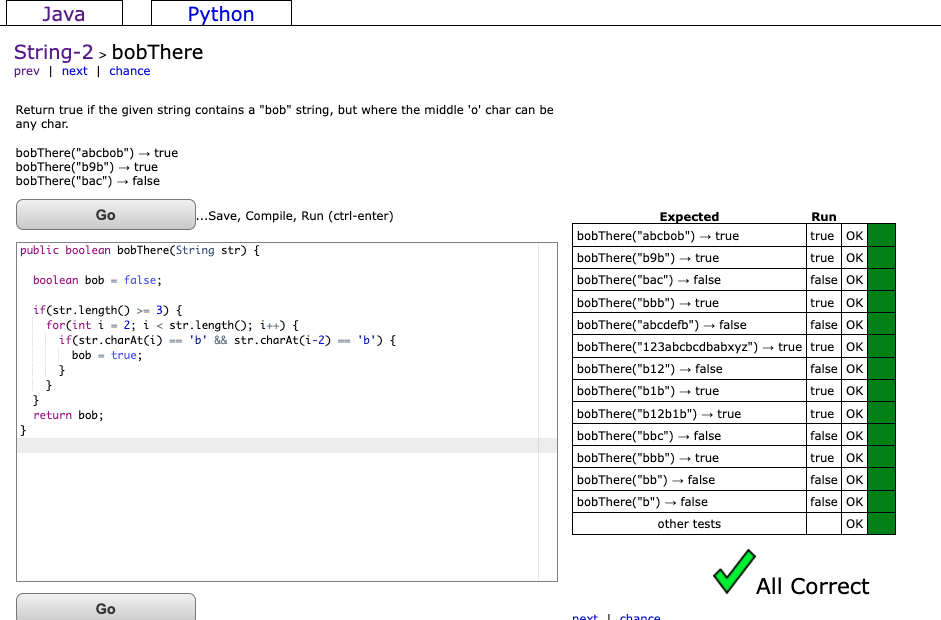 Java Python
String-2 > bobThere
prev | next | chance
Return true if the given string contains a "bob" string, but where the middle 'o' char can be
any char.
bobThere("abcbob") → true
bobThere("b9b") → true
bobThere("bac") → false
Go ...Save, Compile, Run (ctrl-enter)
public boolean bobThere(String str) {
boolean bob = false;
if(str.length() >= 3) {
for(int i = 2; i < str.length(); i++) {
if(str.charAt(i) == 'b' && str.charAt(i-2) == 'b') {
bob = true;
}
}
}
return bob;
}
Go
Expected Run
bobThere("abcbob") → true true OK
bobThere("b9b") → true true OK
bobThere("bac") → false false OK
bobThere("bbb") → true true OK
bobThere("abcdefb") → false false OK
bobThere("123abcbcdbabxyz") → true true OK
bobThere("b12") → false false OK
bobThere("b1b") → true true OK
bobThere("b12b1b") → true true OK
bobThere("bbc") → false false OK
bobThere("bbb") → true true OK
bobThere("bb") → false false OK
bobThere("b") → false false OK
other tests OK
All Correct
next | chance